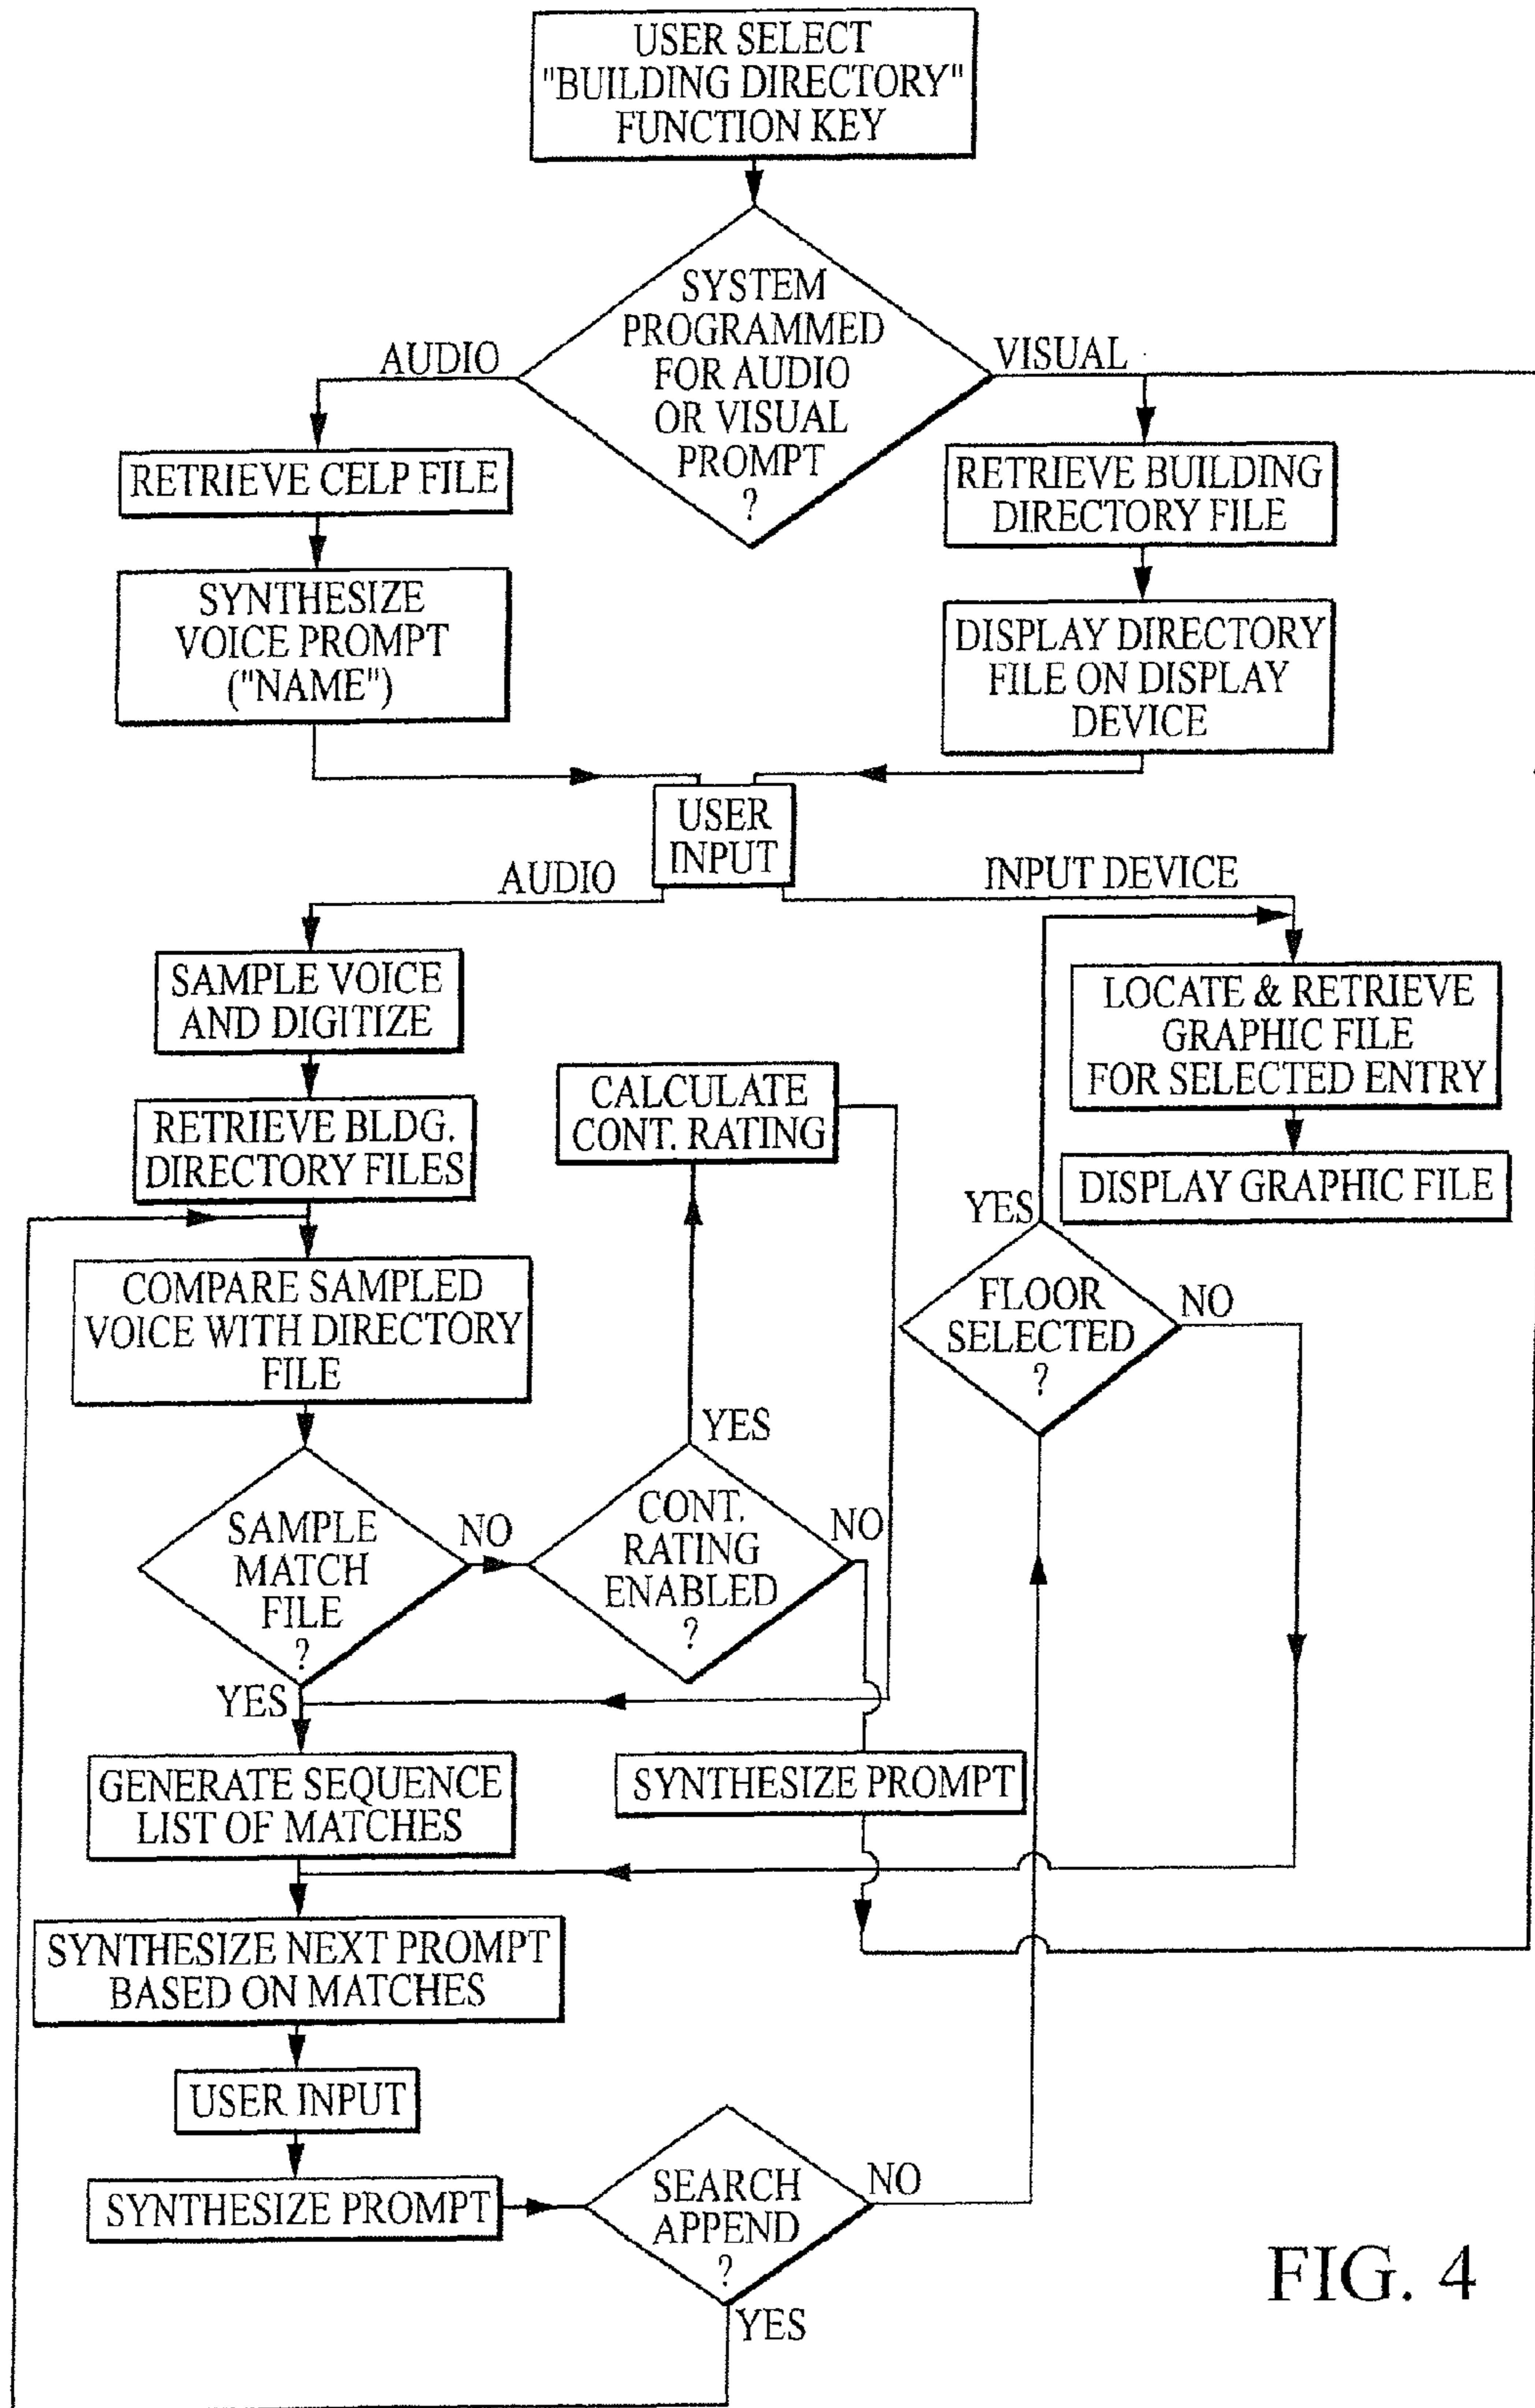 USER SELECT
"BUILDING DIRECTORY"
FUNCTION KEY
SYSTEM
PROGRAMMED
FOR AUDIO
OR VISUAL
PROMPT
?
AUDIO
VISUAL
RETRIEVE CELP FILE
RETRIEVE BUILDING
DIRECTORY FILE
SYNTHESIZE
VOICE PROMPT
("NAME")
DISPLAY DIRECTORY
FILE ON DISPLAY
DEVICE
USER
INPUT
AUDIO
INPUT DEVICE
SAMPLE VOICE
AND DIGITIZE
LOCATE & RETRIEVE
GRAPHIC FILE
FOR SELECTED ENTRY
CALCULATE
CONT. RATING
RETRIEVE BLDG.
DIRECTORY FILES
DISPLAY GRAPHIC FILE
YES
COMPARE SAMPLED
VOICE WITH DIRECTORY
FILE
FLOOR
SELECTED
?
NO
YES
SAMPLE
MATCH
FILE
?
NO
CONT.
RATING
ENABLED
?
NO
YES
GENERATE SEQUENCE
LIST OF MATCHES
SYNTHESIZE PROMPT
SYNTHESIZE NEXT PROMPT
BASED ON MATCHES
USER INPUT
SYNTHESIZE PROMPT
SEARCH
APPEND
?
NO
YES
FIG. 4